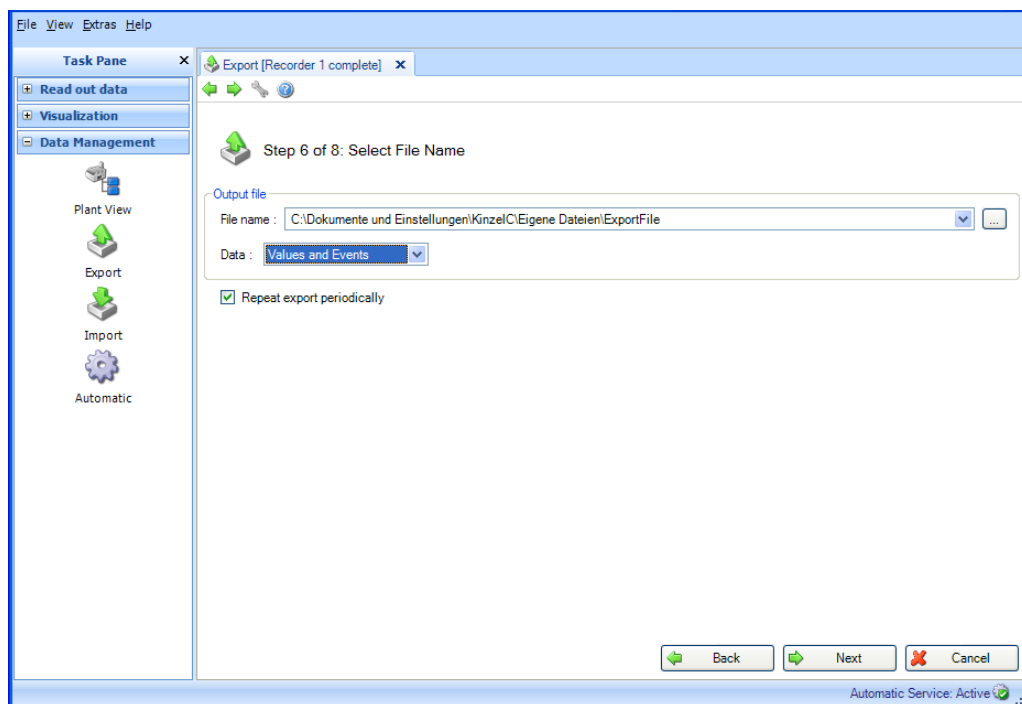 File View Extras Help
Task Pane
Export [Recorder 1 complete]
Read out data
Visualization
Data Management
Plant View
Export
Import
Automatic
Step 6 of 8: Select File Name
Output file
File name : C:\Dokumente und Einstellungen\KinzelC\Eigene Dateien\ExportFile ...
Data : Values and Events
Repeat export periodically
Back Next Cancel
Automatic Service: Active